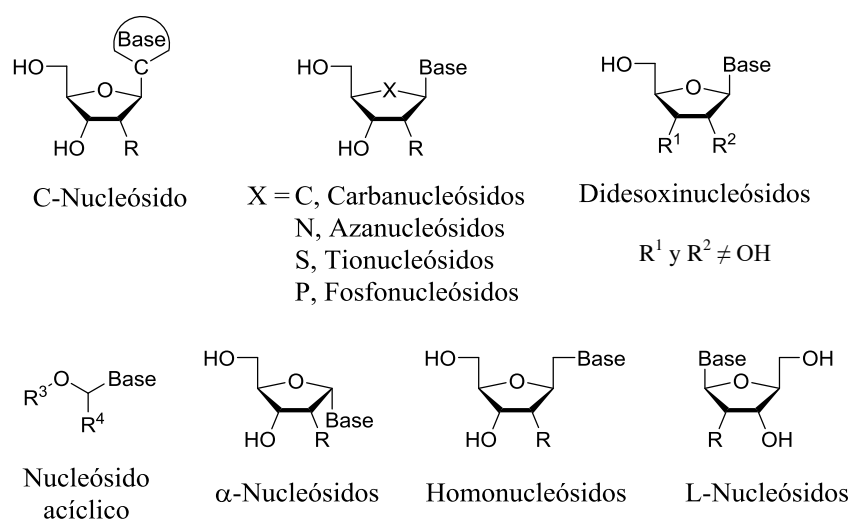 Base
HO
O
C
HO
R
C-Nucleósido
HO
X
Base
HO
R
X = C, Carbanucleósidos
N, Azanucleósidos
S, Tionucleósidos
P, Fosfonucleósidos
HO
O
Base
R¹
R²
Didesoxinucleósidos
R¹ y R² ≠ OH
R³
O
Base
R⁴
Nucleósido
acíclico
HO
O
Base
HO
R
α-Nucleósidos
HO
O
Base
HO
R
Homonucleósidos
Base
O
OH
R
HO
L-Nucleósidos